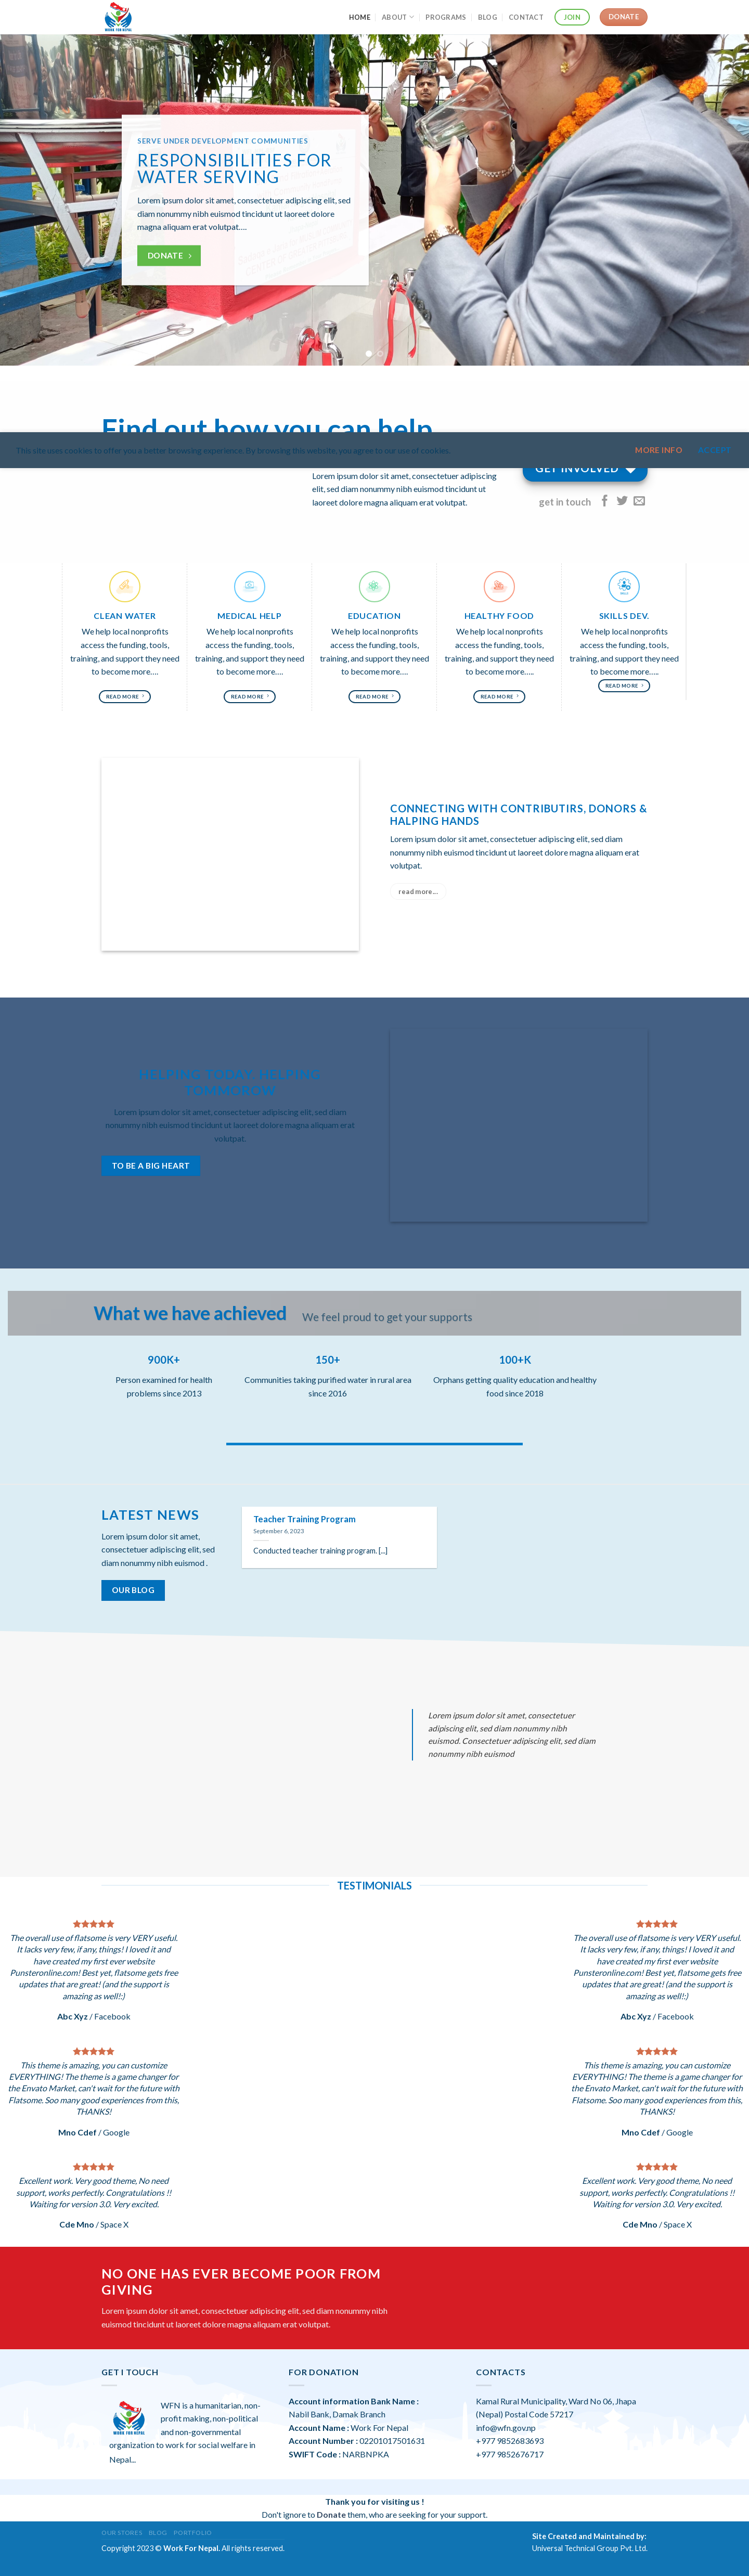 WORK FOR NEPAL
HOME
ABOUT
PROGRAMS
BLOG
CONTACT
JOIN
DONATE
SERVE UNDER DEVELOPMENT COMMUNITIES
RESPONSIBILITIES FOR
WATER SERVING
Lorem ipsum dolor sit amet, consectetuer adipiscing elit, sed
diam nonummy nibh euismod tincidunt ut laoreet dolore
magna aliquam erat volutpat….
DONATE
Find out how you can help
This site uses cookies to offer you a better browsing experience. By browsing this website, you agree to our use of cookies.
MORE INFO
ACCEPT
GET INVOLVED
Lorem ipsum dolor sit amet, consectetuer adipiscing
elit, sed diam nonummy nibh euismod tincidunt ut
laoreet dolore magna aliquam erat volutpat.
get in touch
CLEAN WATER
We help local nonprofits
access the funding, tools,
training, and support they need
to become more….
READ MORE
MEDICAL HELP
We help local nonprofits
access the funding, tools,
training, and support they need
to become more….
READ MORE
EDUCATION
We help local nonprofits
access the funding, tools,
training, and support they need
to become more….
READ MORE
HEALTHY FOOD
We help local nonprofits
access the funding, tools,
training, and support they need
to become more…..
READ MORE
SKILLS DEV.
We help local nonprofits
access the funding, tools,
training, and support they need
to become more…..
READ MORE
CONNECTING WITH CONTRIBUTIRS, DONORS &
HALPING HANDS
Lorem ipsum dolor sit amet, consectetuer adipiscing elit, sed diam
nonummy nibh euismod tincidunt ut laoreet dolore magna aliquam erat
volutpat.
read more...
HELPING TODAY. HELPING
TOMMOROW
Lorem ipsum dolor sit amet, consectetuer adipiscing elit, sed diam
nonummy nibh euismod tincidunt ut laoreet dolore magna aliquam erat
volutpat.
TO BE A BIG HEART
What we have achieved
We feel proud to get your supports
900K+
Person examined for health
problems since 2013
150+
Communities taking purified water in rural area
since 2016
100+K
Orphans getting quality education and healthy
food since 2018
LATEST NEWS
Lorem ipsum dolor sit amet,
consectetuer adipiscing elit, sed
diam nonummy nibh euismod .
OUR BLOG
Teacher Training Program
September 6, 2023
Conducted teacher training program. [...]
Lorem ipsum dolor sit amet, consectetuer
adipiscing elit, sed diam nonummy nibh
euismod. Consectetuer adipiscing elit, sed diam
nonummy nibh euismod
TESTIMONIALS
The overall use of flatsome is very VERY useful.
It lacks very few, if any, things! I loved it and
have created my first ever website
Punsteronline.com! Best yet, flatsome gets free
updates that are great! (and the support is
amazing as well!:)
Abc Xyz / Facebook
This theme is amazing, you can customize
EVERYTHING! The theme is a game changer for
the Envato Market, can't wait for the future with
Flatsome. Soo many good experiences from this,
THANKS!
Mno Cdef / Google
Excellent work. Very good theme, No need
support, works perfectly. Congratulations !!
Waiting for version 3.0. Very excited.
Cde Mno / Space X
The overall use of flatsome is very VERY useful.
It lacks very few, if any, things! I loved it and
have created my first ever website
Punsteronline.com! Best yet, flatsome gets free
updates that are great! (and the support is
amazing as well!:)
Abc Xyz / Facebook
This theme is amazing, you can customize
EVERYTHING! The theme is a game changer for
the Envato Market, can't wait for the future with
Flatsome. Soo many good experiences from this,
THANKS!
Mno Cdef / Google
Excellent work. Very good theme, No need
support, works perfectly. Congratulations !!
Waiting for version 3.0. Very excited.
Cde Mno / Space X
NO ONE HAS EVER BECOME POOR FROM
GIVING
Lorem ipsum dolor sit amet, consectetuer adipiscing elit, sed diam nonummy nibh
euismod tincidunt ut laoreet dolore magna aliquam erat volutpat.
GET I TOUCH
WORK FOR NEPAL
WFN is a humanitarian, non-
profit making, non-political
and non-governmental
organization to work for social welfare in
Nepal...
FOR DONATION
Account information Bank Name :
Nabil Bank, Damak Branch
Account Name : Work For Nepal
Account Number : 02201017501631
SWIFT Code : NARBNPKA
CONTACTS
Kamal Rural Municipality, Ward No 06, Jhapa
(Nepal) Postal Code 57217
info@wfn.gov.np
+977 9852683693
+977 9852676717
Thank you for visiting us !
Don't ignore to Donate them, who are seeking for your support.
OUR STORES
BLOG
PORTFOLIO
Copyright 2023 © Work For Nepal. All rights reserved.
Site Created and Maintained by:
Universal Technical Group Pvt. Ltd.